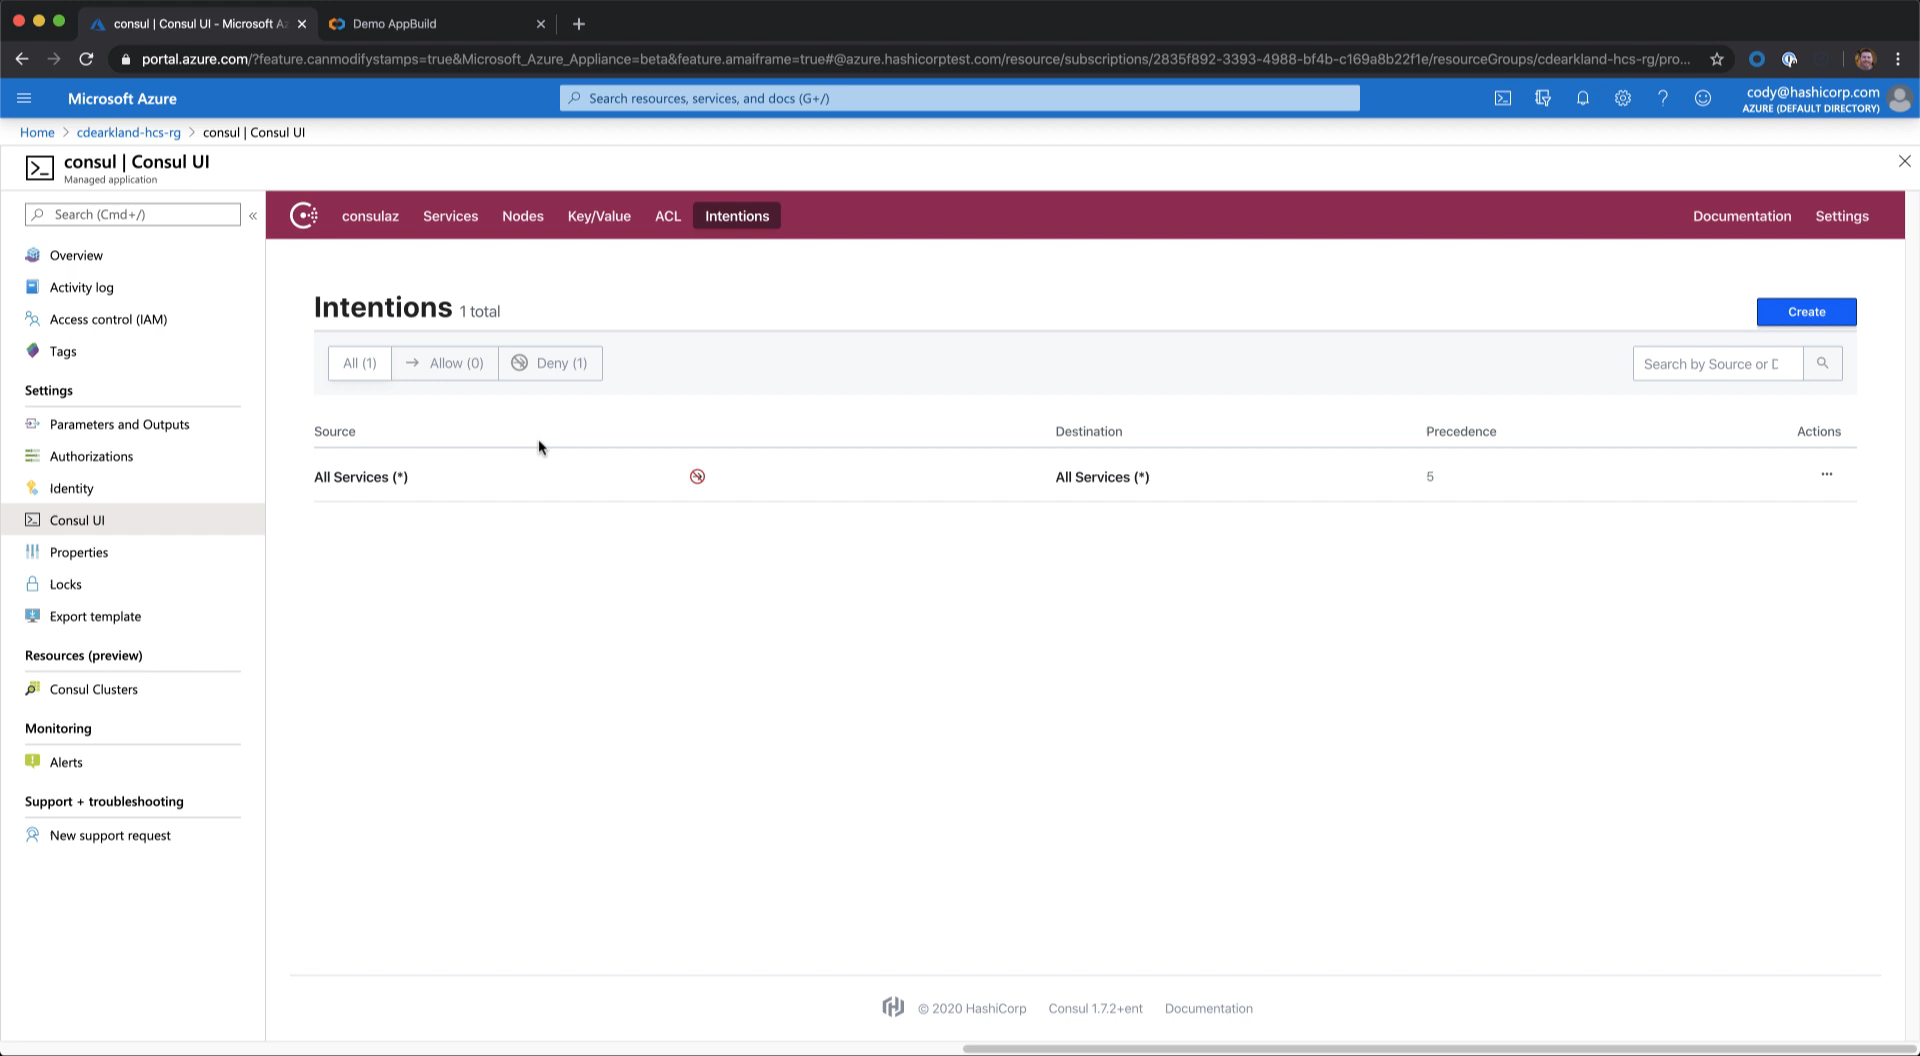 consul | Consul UI - Microsoft Az
Demo AppBuild
portal.azure.com/?feature.canmodifystamps=true&Microsoft_Azure_Appliance=beta&feature.amaiframe=true#@azure.hashicorptest.com/resource/subscriptions/2835f892-3393-4988-bf4b-c169a8b22f1e/resourceGroups/cdearkland-hcs-rg/pro...
Microsoft Azure
Search resources, services, and docs (G+/)
cody@hashicorp.com
AZURE (DEFAULT DIRECTORY)
Home > cdearkland-hcs-rg > consul | Consul UI
consul | Consul UI
Managed application
Search (Cmd+/)
«
consulaz Services Nodes Key/Value ACL Intentions Documentation Settings
Overview
Activity log
Access control (IAM)
Tags
Settings
Parameters and Outputs
Authorizations
Identity
Consul UI
Properties
Locks
Export template
Resources (preview)
Consul Clusters
Monitoring
Alerts
Support + troubleshooting
New support request
Intentions 1 total
Create
All (1) Allow (0) Deny (1)
Search by Source or D
Source Destination Precedence Actions
All Services (*) All Services (*) 5 ...
© 2020 HashiCorp Consul 1.7.2+ent Documentation